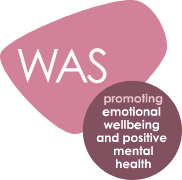 WAS
promoting
emotional
wellbeing
and positive
mental
health